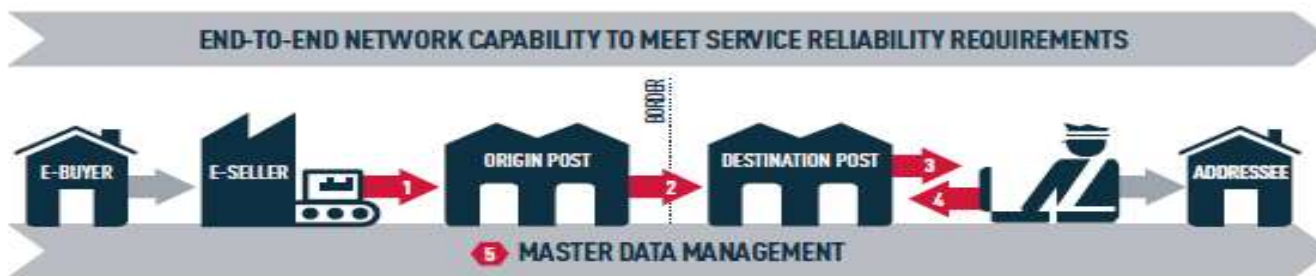 END-TO-END NETWORK CAPABILITY TO MEET SERVICE RELIABILITY REQUIREMENTS
BORDER
E-BUYER
E-SELLER
1
ORIGIN POST
2
DESTINATION POST
3
4
ADDRESSEE
5 MASTER DATA MANAGEMENT